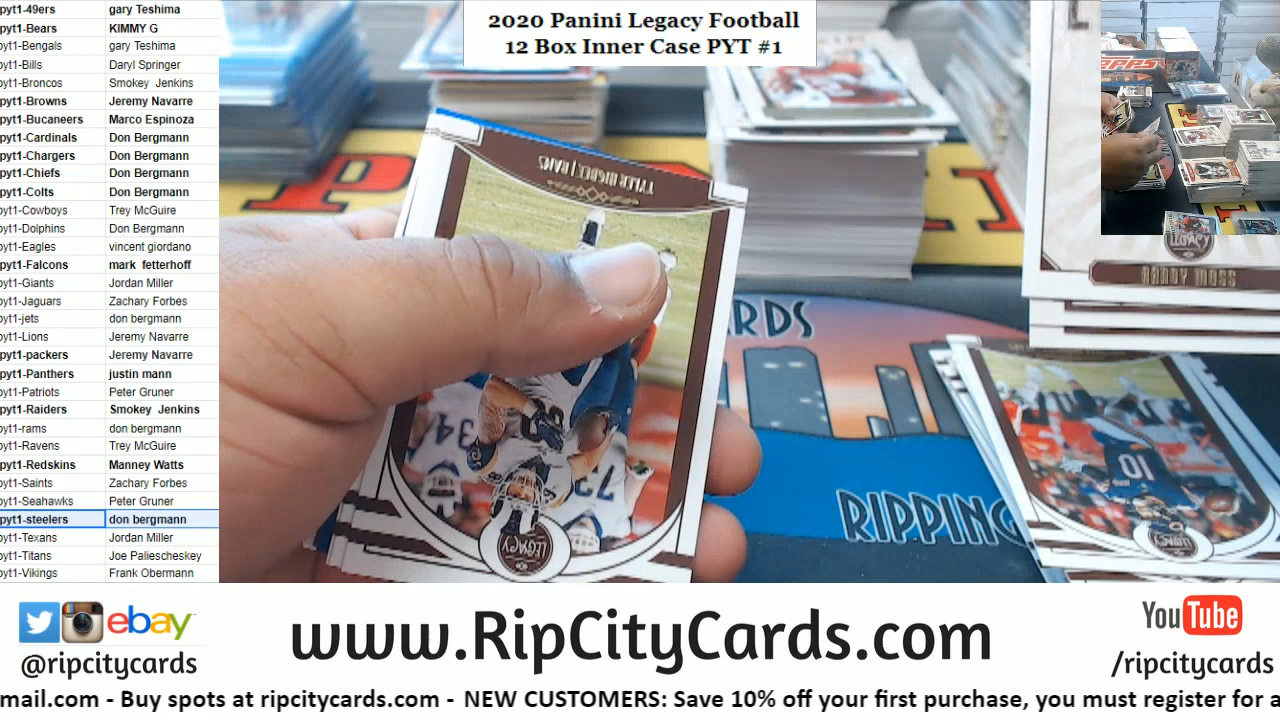 pyt1-49ers gary Teshima
pyt1-Bears KIMMY G
pyt1-Bengals gary Teshima
pyt1-Bills Daryl Springer
pyt1-Broncos Smokey Jenkins
pyt1-Browns Jeremy Navarre
pyt1-Bucaneers Marco Espinoza
pyt1-Cardinals Don Bergmann
pyt1-Chargers Don Bergmann
pyt1-Chiefs Don Bergmann
pyt1-Colts Don Bergmann
pyt1-Cowboys Trey McGuire
pyt1-Dolphins Don Bergmann
pyt1-Eagles vincent giordano
pyt1-Falcons mark fetterhoff
pyt1-Giants Jordan Miller
pyt1-Jaguars Zachary Forbes
pyt1-jets don bergmann
pyt1-Lions Jeremy Navarre
pyt1-packers Jeremy Navarre
pyt1-Panthers justin mann
pyt1-Patriots Peter Gruner
pyt1-Raiders Smokey Jenkins
pyt1-rams don bergmann
pyt1-Ravens Trey McGuire
pyt1-Redskins Manney Watts
pyt1-Saints Zachary Forbes
pyt1-Seahawks Peter Gruner
pyt1-steelers don bergmann
pyt1-Texans Jordan Miller
pyt1-Titans Joe Paliescheskey
pyt1-Vikings Frank Obermann
2020 Panini Legacy Football
12 Box Inner Case PYT #1
TYLER HIGBEE | RAMS
LEGACY
LEGACY
RANDY MOSS
TOPPS
RDS
RIPPING
10
LEGACY
ebay
@ripcitycards
www.RipCityCards.com
YouTube
/ripcitycards
mail.com - Buy spots at ripcitycards.com - NEW CUSTOMERS: Save 10% off your first purchase, you must register for a